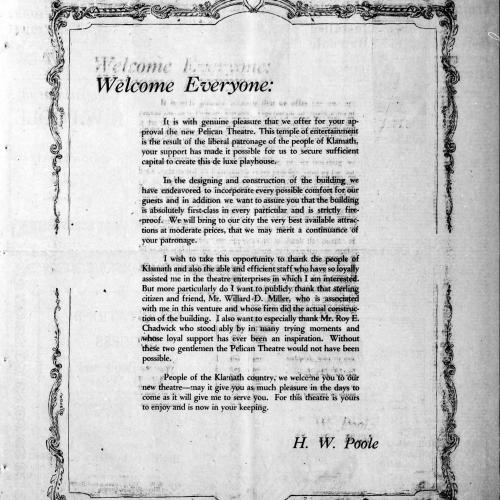 Welcome Everyone:
Welcome Everyone:
It is with genuine pleasure that we offer for your ap-
proval the new Pelican Theatre. This temple of entertainment
is the result of the liberal patronage of the people of Klamath,
your support has made it possible for us to secure sufficient
capital to create this de luxe playhouse.
In the designing and construction of the building we
have endeavored to incorporate every possible comfort for our
guests and in addition we want to assure you that the building
is absolutely first-class in every particular and is strictly fire-
proof. We will bring to our city the very best available attrac-
tions at moderate prices, that we may merit a continuance of
your patronage.
I wish to take this opportunity to thank the people of
Klamath and also the able and efficient staff who have so loyally
assisted me in the theatre enterprises in which I am interested.
But more particularly do I want to publicly thank that sterling
citizen and friend, Mr. Willard D. Miller, who is associated
with me in this venture and whose firm did the actual construc-
tion of the building. I also want to especially thank Mr. Roy E.
Chadwick who stood ably by in many trying moments and
whose loyal support has ever been an inspiration. Without
these two gentlemen the Pelican Theatre would not have been
possible.
People of the Klamath country, we welcome you to our
new theatre—may it give you as much pleasure in the days to
come as it will give me to serve you. For this theatre is yours
to enjoy and is now in your keeping.
H. W. Poole